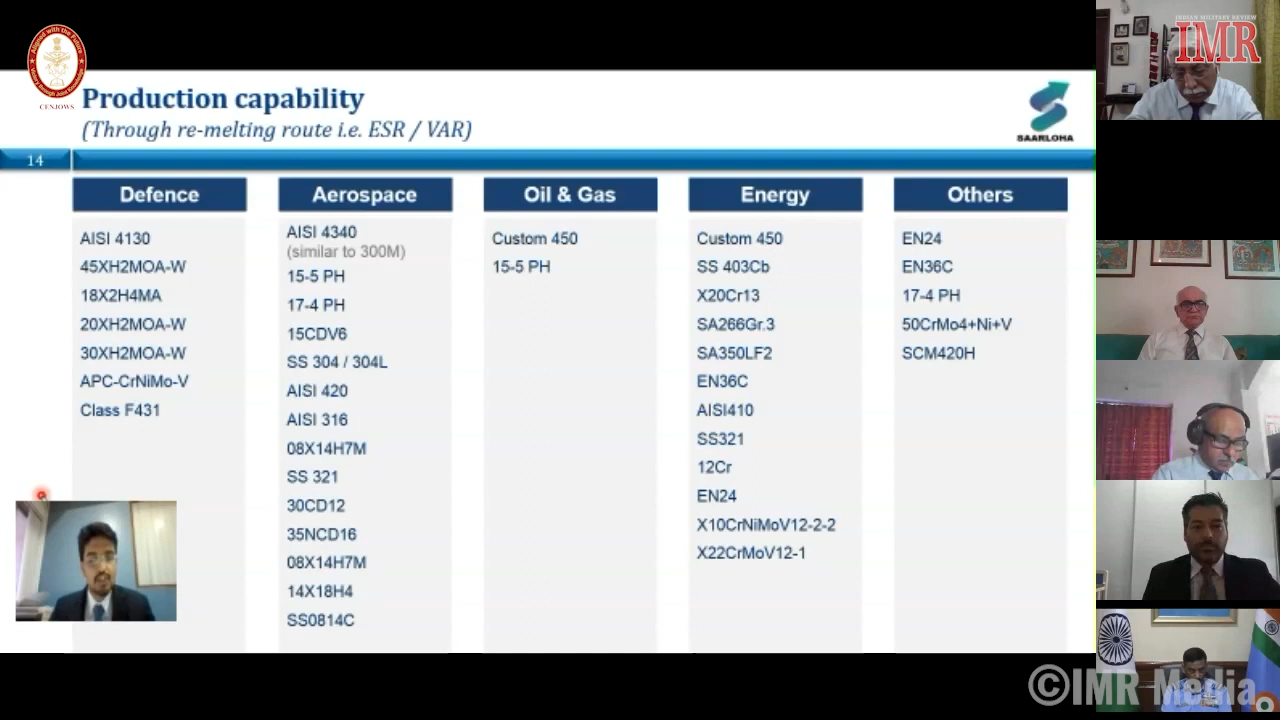 INDIAN MILITARY REVIEW
IMR
CENJOWS
Production capability
(Through re-melting route i.e. ESR / VAR)
SAARLOHA
14
Defence
AISI 4130
45XH2MOA-W
18X2H4MA
20XH2MOA-W
30XH2MOA-W
APC-CrNiMo-V
Class F431
Aerospace
AISI 4340
(similar to 300M)
15-5 PH
17-4 PH
15CDV6
SS 304 / 304L
AISI 420
AISI 316
08X14H7M
SS 321
30CD12
35NCD16
08X14H7M
14X18H4
SS0814C
Oil & Gas
Custom 450
15-5 PH
Energy
Custom 450
SS 403Cb
X20Cr13
SA266Gr.3
SA350LF2
EN36C
AISI410
SS321
12Cr
EN24
X10CrNiMoV12-2-2
X22CrMoV12-1
Others
EN24
EN36C
17-4 PH
50CrMo4+Ni+V
SCM420H
©IMR Media